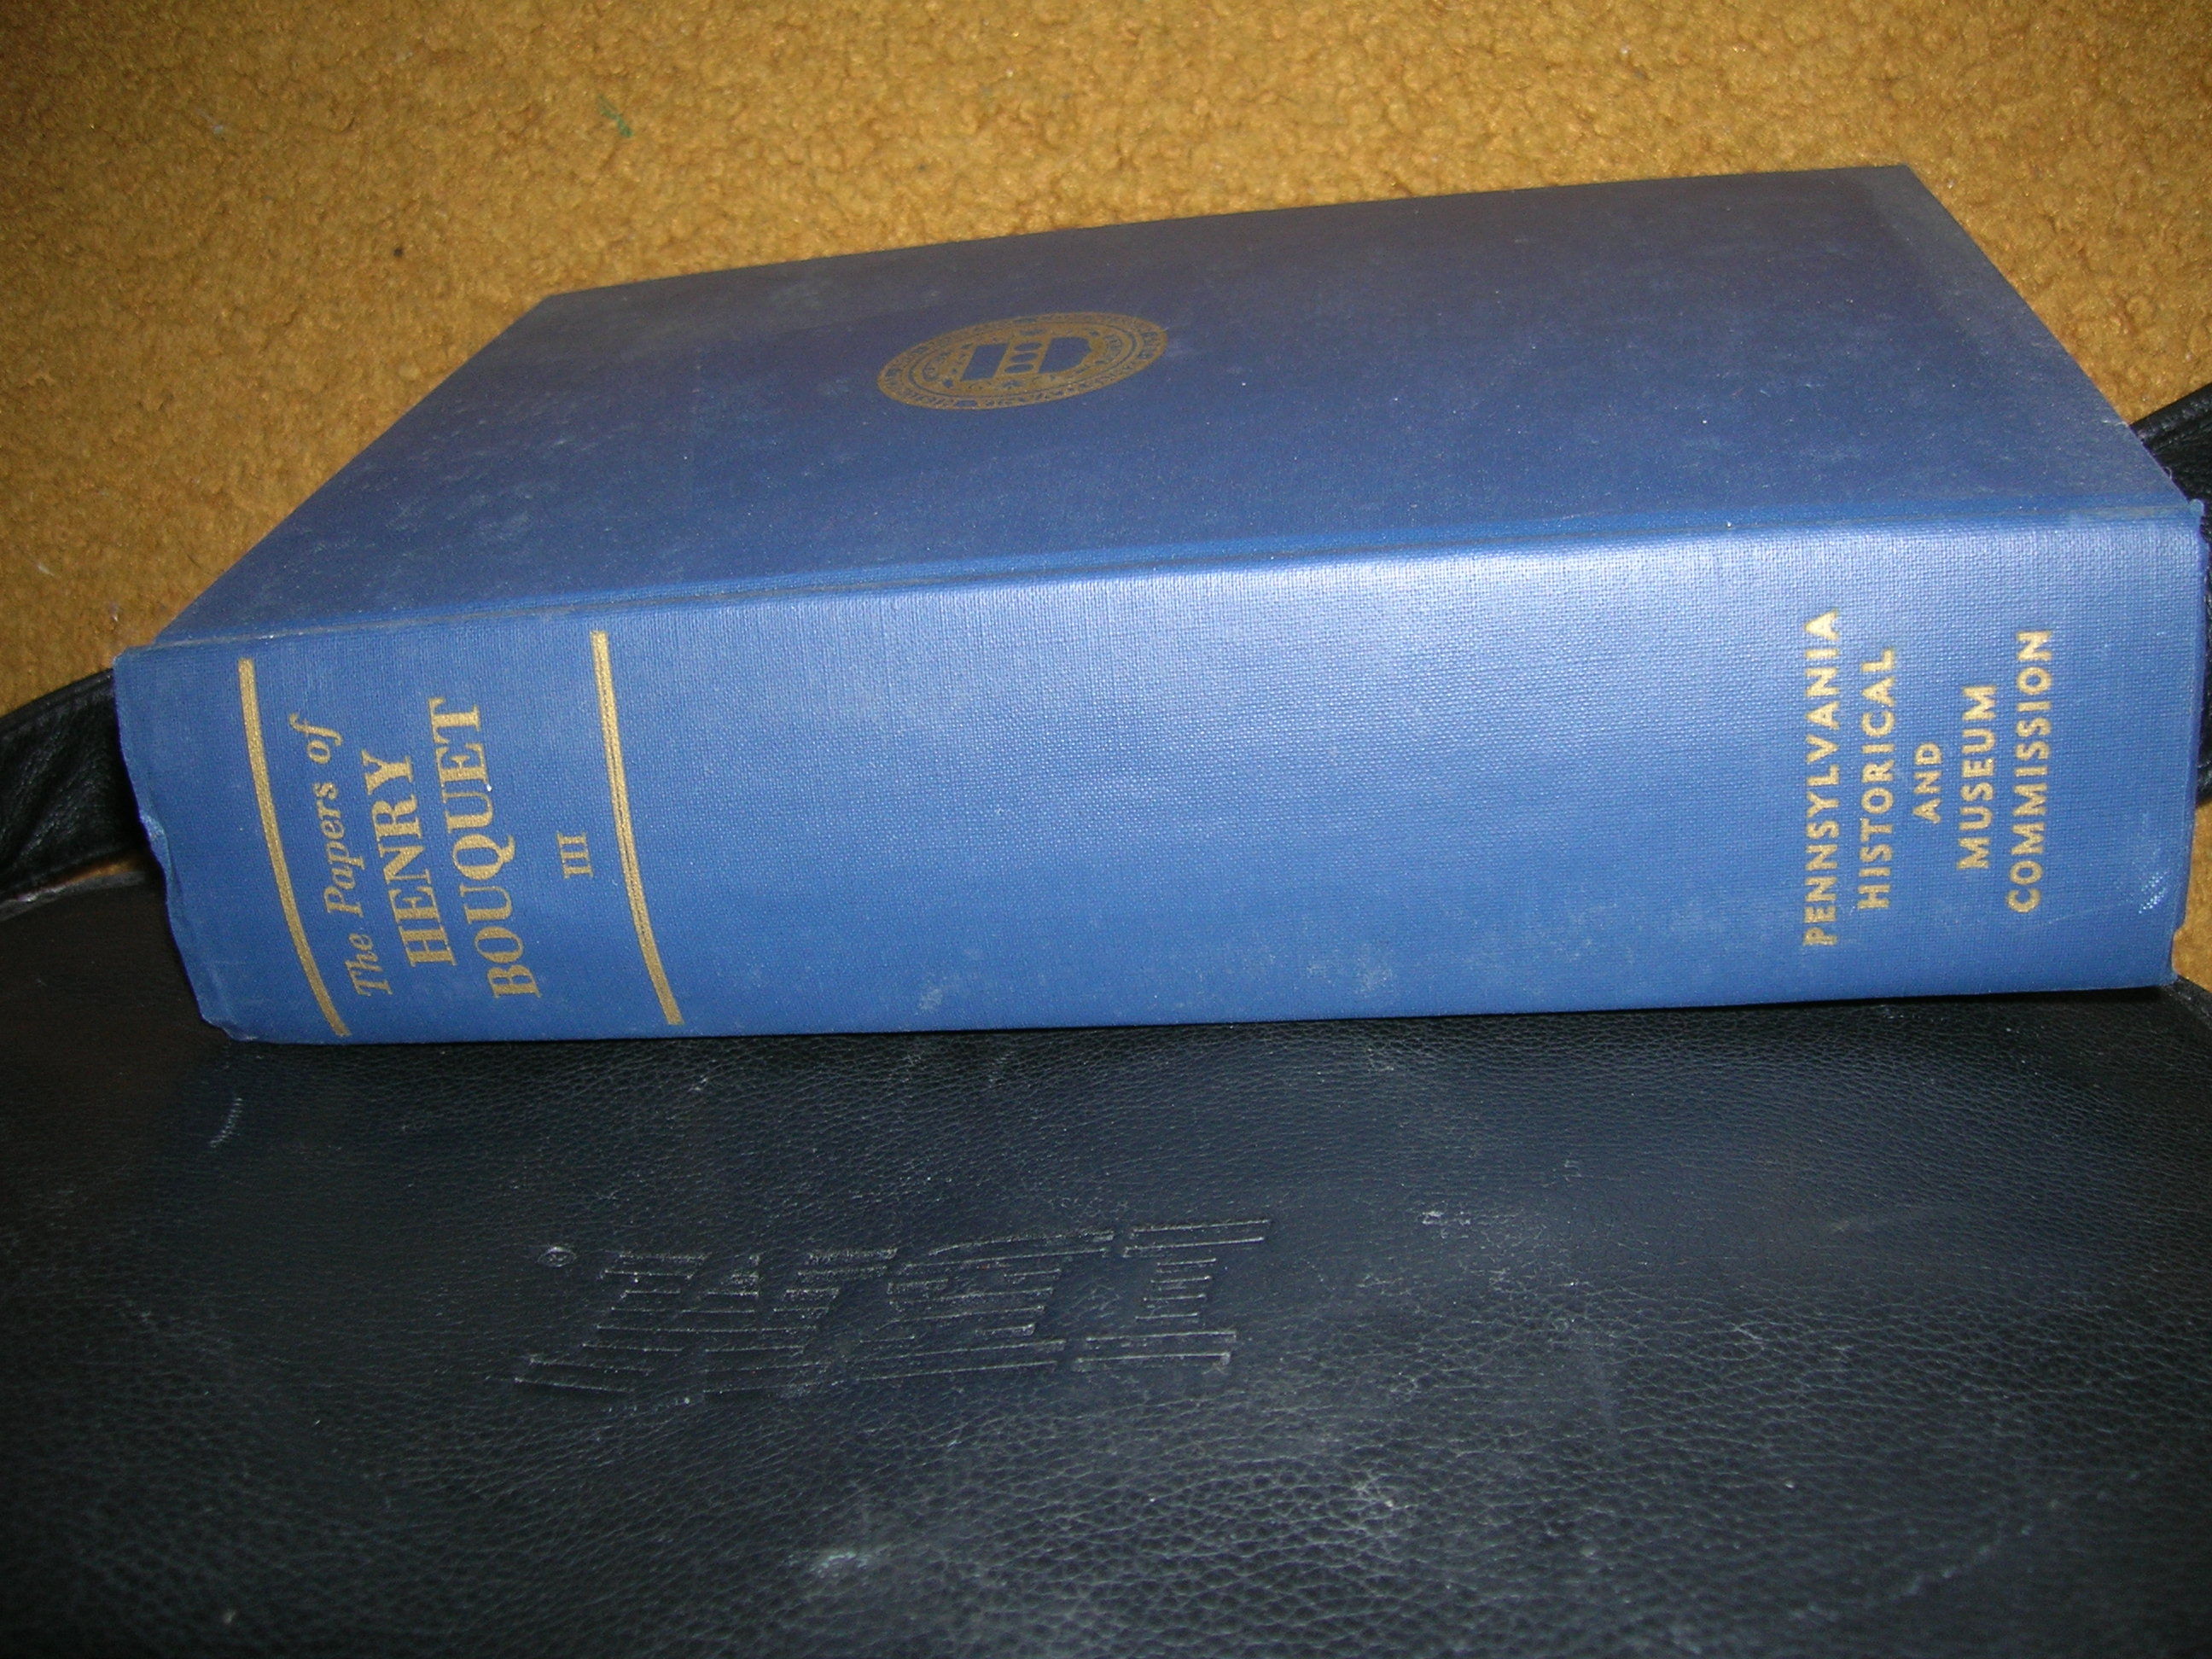 The Papers of
HENRY
BOUQUET
III
PENNSYLVANIA
HISTORICAL
AND
MUSEUM
COMMISSION